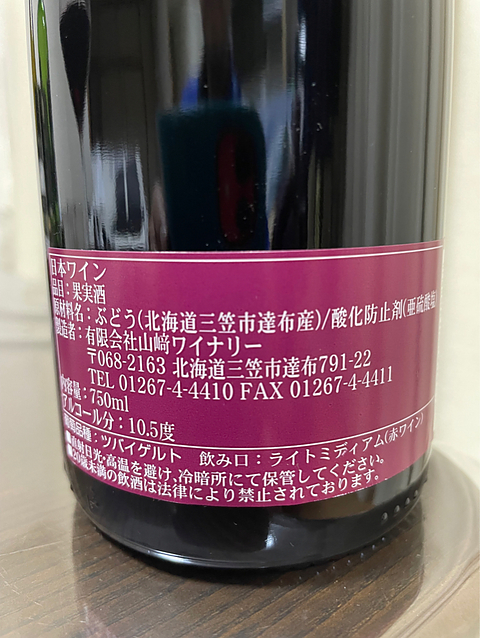 日本ワイン
品目：果実酒
原材料名：ぶどう(北海道三笠市達布産)/酸化防止剤(亜硫酸塩)
製造者：有限会社山﨑ワイナリー
〒068-2163 北海道三笠市達布791-22
TEL 01267-4-4410 FAX 01267-4-4411
内容量：750ml
アルコール分：10.5度
葡萄品種：ツバイゲルト 飲み口：ライトミディアム(赤ワイン)
■直射日光・高温を避け、冷暗所にて保管してください。
■20歳未満の飲酒は法律により禁止されております。